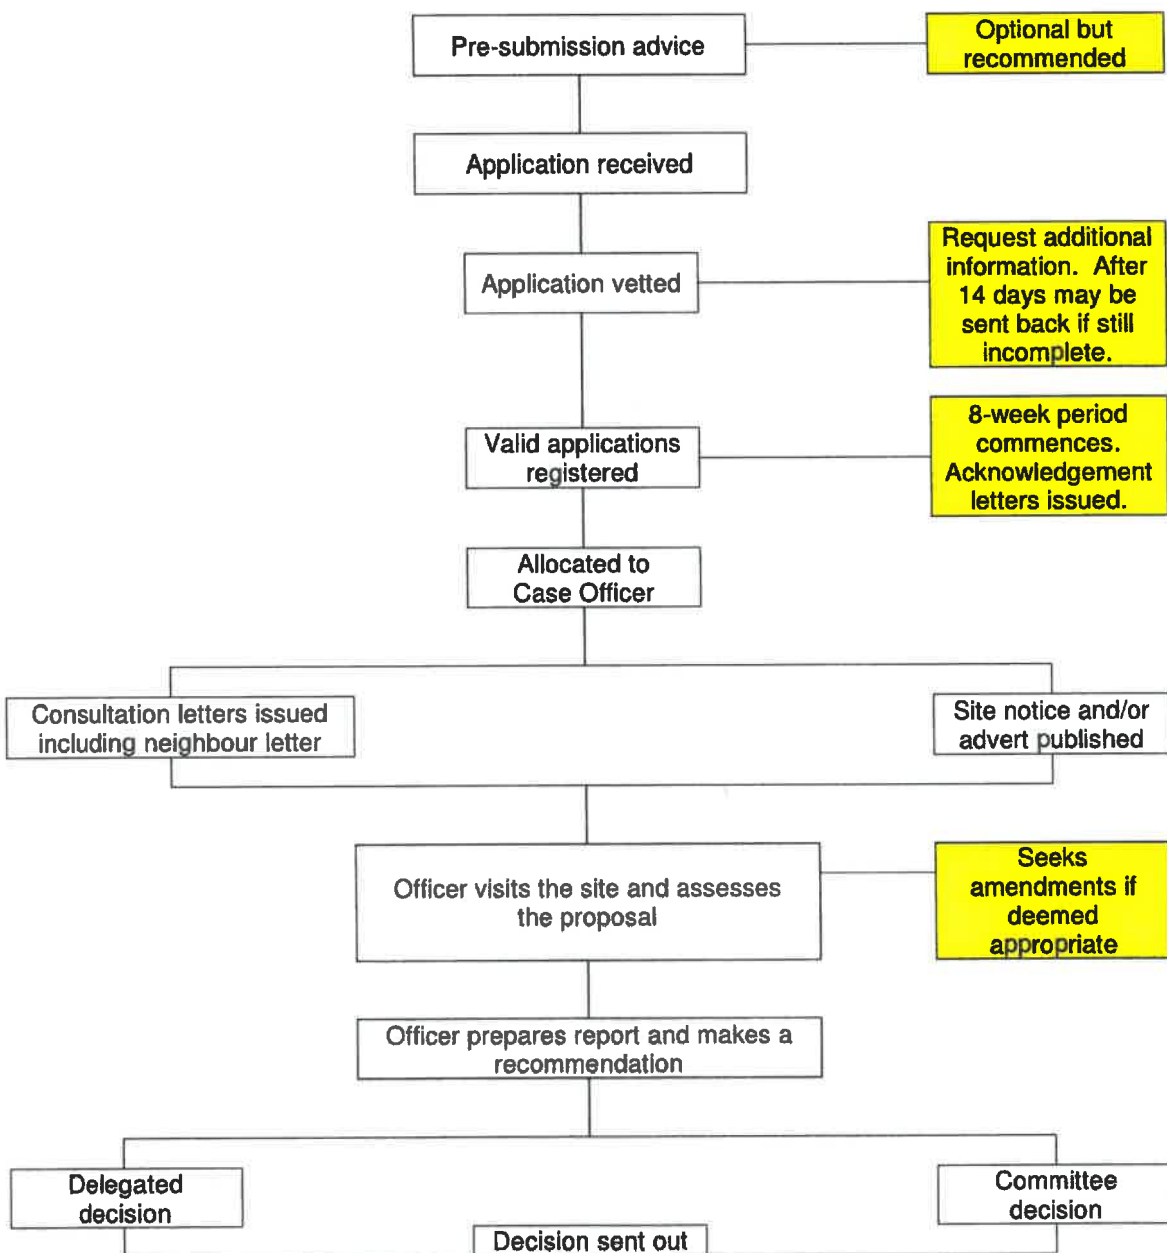 Pre-submission advice
Optional but
recommended
Application received
Application vetted
Request additional
information. After
14 days may be
sent back if still
incomplete.
Valid applications
registered
8-week period
commences.
Acknowledgement
letters issued.
Allocated to
Case Officer
Consultation letters issued
including neighbour letter
Site notice and/or
advert published
Officer visits the site and assesses
the proposal
Seeks
amendments if
deemed
appropriate
Officer prepares report and makes a
recommendation
Delegated
decision
Committee
decision
Decision sent out